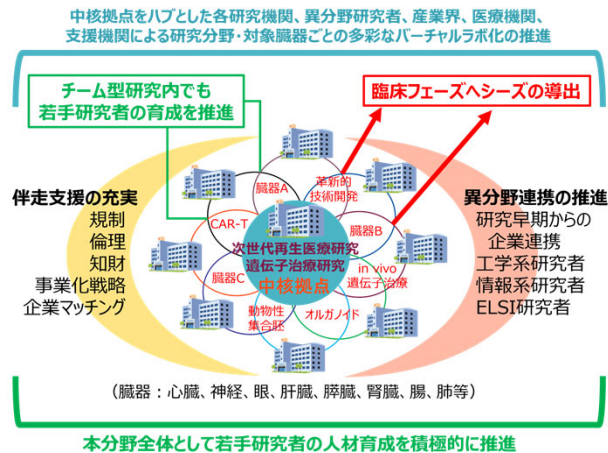 中核拠点をハブとした各研究機関、異分野研究者、産業界、医療機関、
支援機関による研究分野・対象臓器ごとの多彩なバーチャルラボ化の推進
チーム型研究内でも
若手研究者の育成を推進
臨床フェーズへシーズの導出
伴走支援の充実
規制
倫理
知財
事業化戦略
企業マッチング
臓器A
革新的
技術開発
CAR-T
臓器B
次世代再生医療研究
遺伝子治療研究
中核拠点
臓器C
in vivo
遺伝子治療
動物性
集合胚
オルガノイド
異分野連携の推進
研究早期からの
企業連携
工学系研究者
情報系研究者
ELSI研究者
(臓器:心臓、神経、眼、肝臓、膵臓、腎臓、腸、肺等)
本分野全体として若手研究者の人材育成を積極的に推進